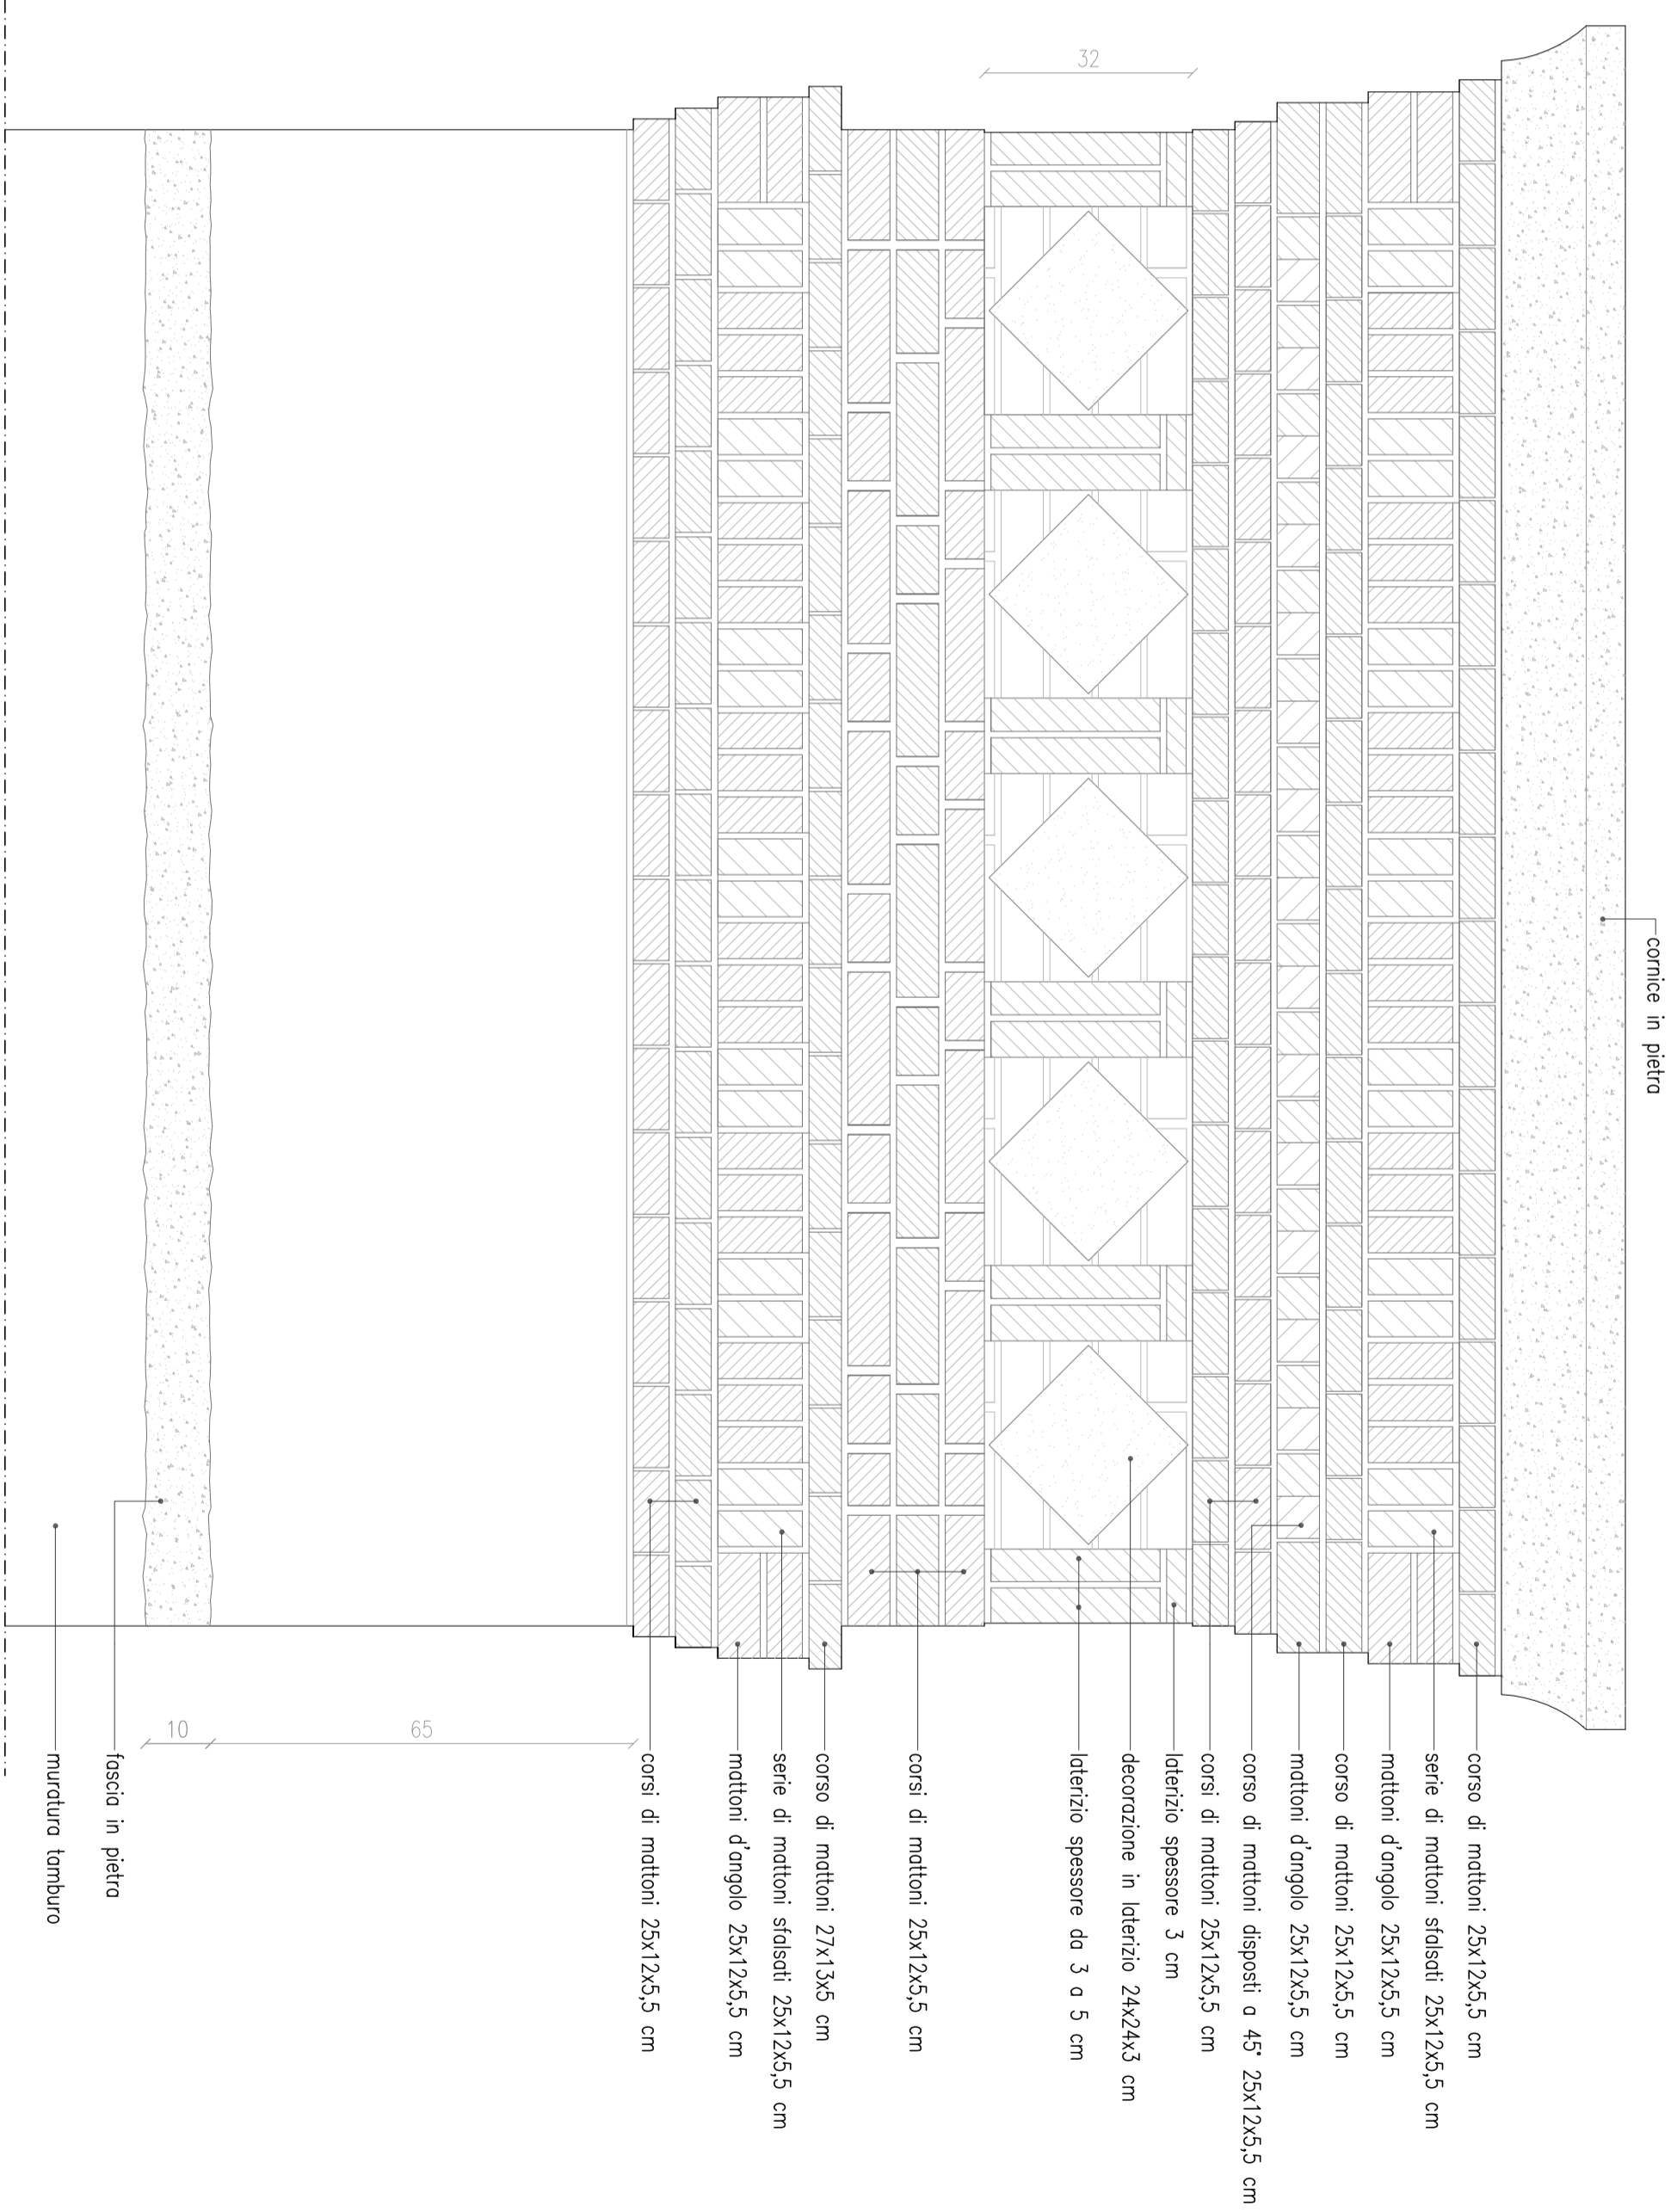 cornice in pietra
corso di mattoni 25x12x5,5 cm
serie di mattoni sfalsati 25x12x5,5 cm
mattoni d'angolo 25x12x5,5 cm
corso di mattoni 25x12x5,5 cm
mattoni d'angolo 25x12x5,5 cm
corso di mattoni disposti a 45° 25x12x5,5 cm
corsi di mattoni 25x12x5,5 cm
laterizio spessore 3 cm
decorazione in laterizio 24x24x3 cm
laterizio spessore da 3 a 5 cm
32
corsi di mattoni 25x12x5,5 cm
corso di mattoni 27x13x5 cm
serie di mattoni sfalsati 25x12x5,5 cm
mattoni d'angolo 25x12x5,5 cm
corsi di mattoni 25x12x5,5 cm
65
10
fascia in pietra
muratura tamburo